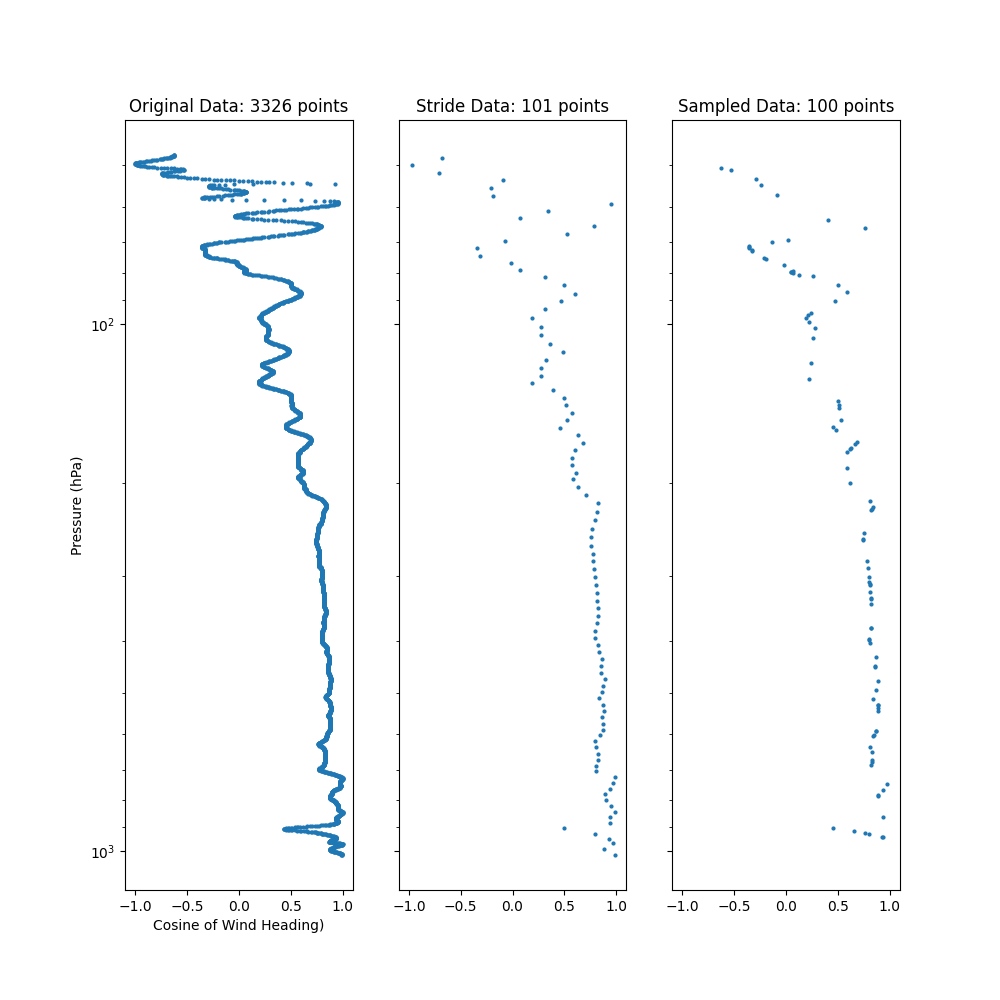 Original Data: 3326 points
Stride Data: 101 points
Sampled Data: 100 points
Pressure (hPa)
10²
10³
−1.0 −0.5 0.0 0.5 1.0
−1.0 −0.5 0.0 0.5 1.0
−1.0 −0.5 0.0 0.5 1.0
Cosine of Wind Heading)